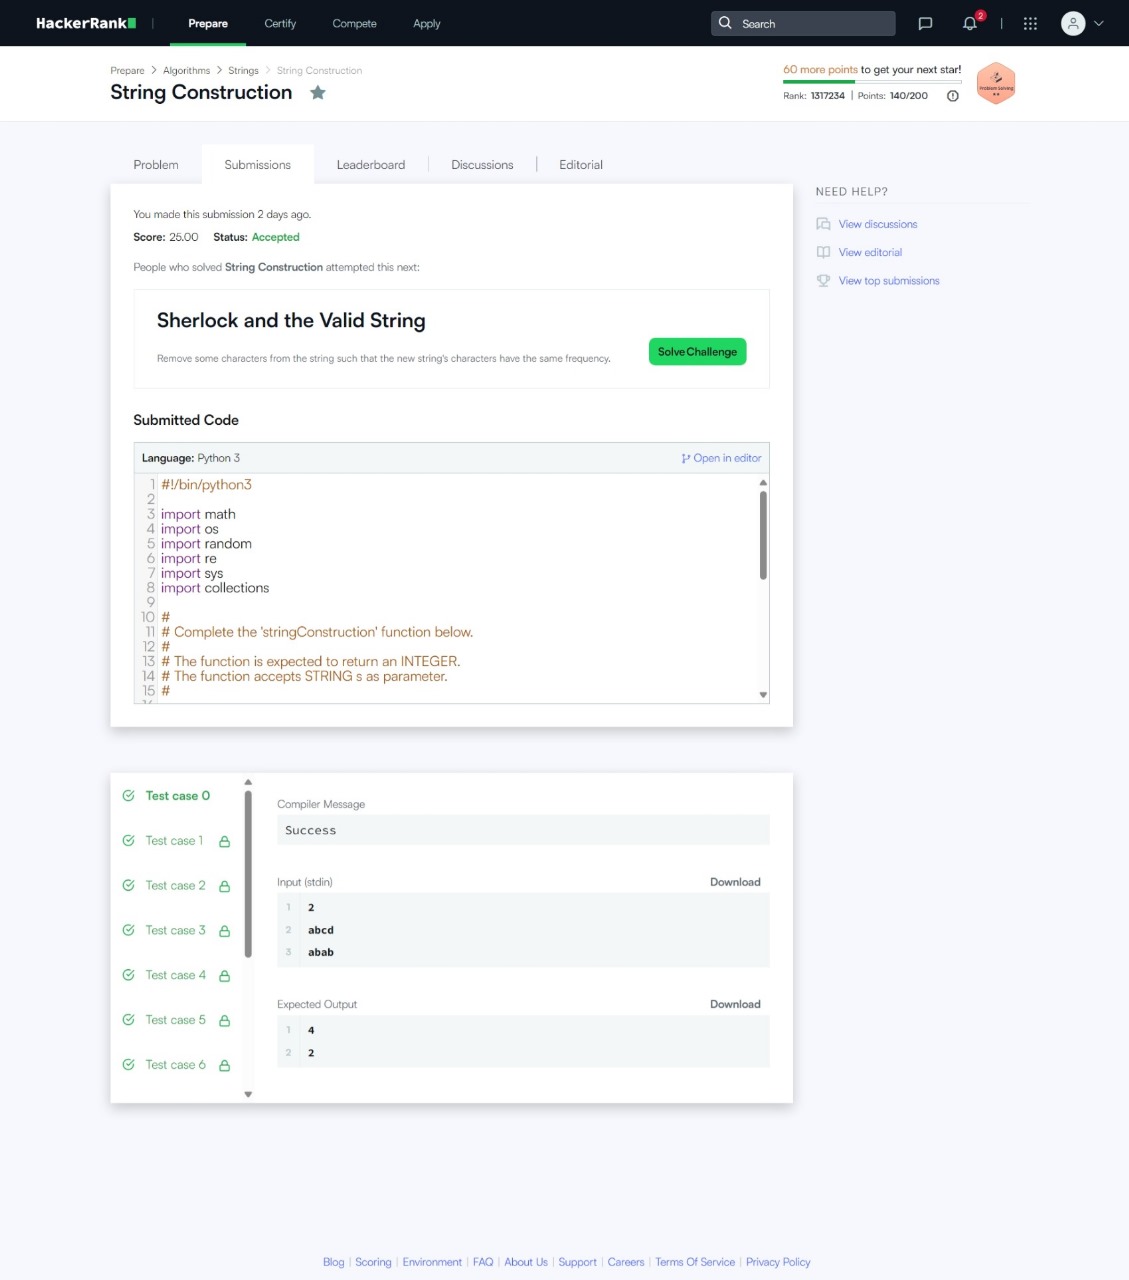 HackerRank | Prepare Certify Compete Apply Search 2 |
Prepare > Algorithms > Strings > String Construction
String Construction
60 more points to get your next star!
Rank: 1317234 | Points: 140/200
Problem Solving
Problem Submissions Leaderboard Discussions Editorial
You made this submission 2 days ago.
Score: 25.00 Status: Accepted
People who solved String Construction attempted this next:
Sherlock and the Valid String
Remove some characters from the string such that the new string's characters have the same frequency.
Solve Challenge
Submitted Code
Language: Python 3 Open in editor
1 #!/bin/python3
2
3 import math
4 import os
5 import random
6 import re
7 import sys
8 import collections
9
10 #
11 # Complete the 'stringConstruction' function below.
12 #
13 # The function is expected to return an INTEGER.
14 # The function accepts STRING s as parameter.
15 #
NEED HELP?
View discussions
View editorial
View top submissions
Test case 0
Test case 1
Test case 2
Test case 3
Test case 4
Test case 5
Test case 6
Compiler Message
Success
Input (stdin) Download
1 2
2 abcd
3 abab
Expected Output Download
1 4
2 2
Blog | Scoring | Environment | FAQ | About Us | Support | Careers | Terms Of Service | Privacy Policy